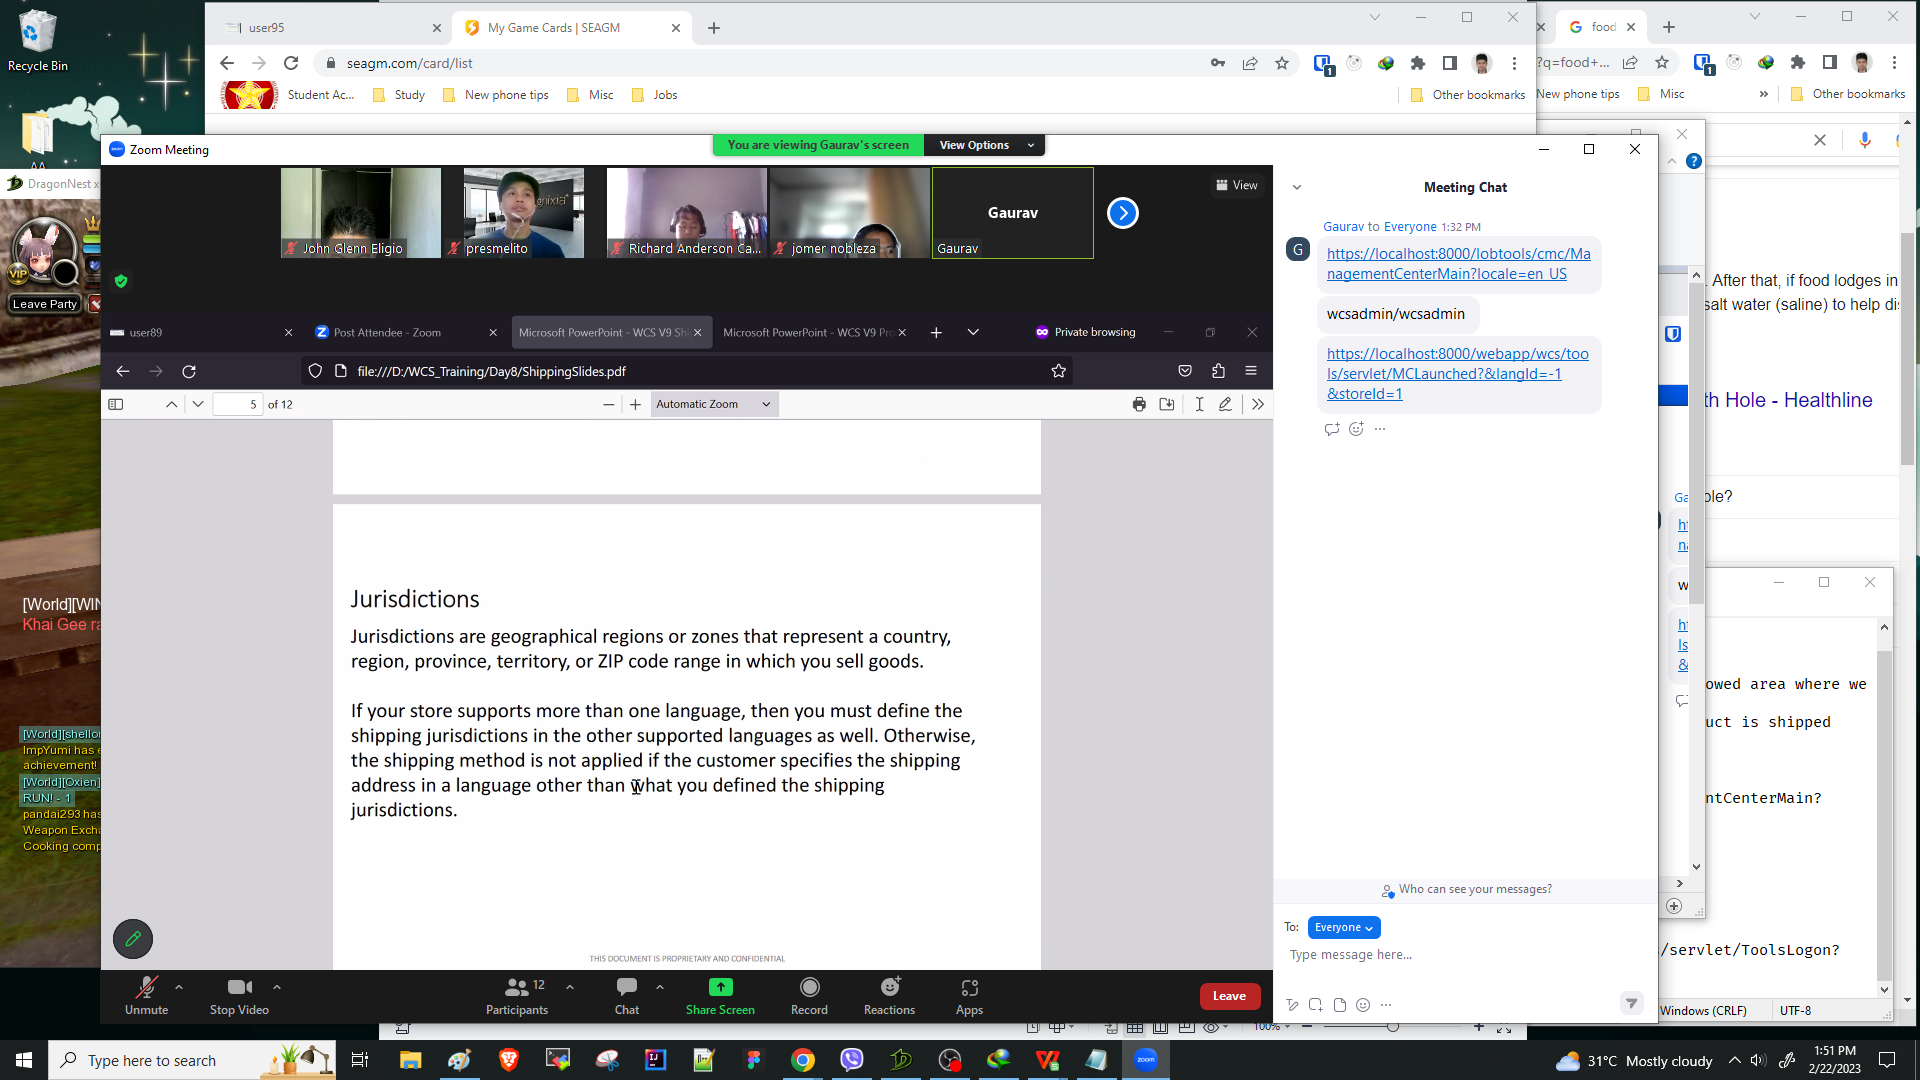 Recycle Bin
user95
My Game Cards | SEAGM
seagm.com/card/list
Student Ac...
Study
New phone tips
Misc
Jobs
Other bookmarks
food
?q=food+...
New phone tips
Misc
Other bookmarks
Zoom Meeting
You are viewing Gaurav's screen
View Options
John Glenn Eligio
presmelito
Richard Anderson Ca...
jomer nobleza
Gaurav
Gaurav
View
Meeting Chat
Gaurav to Everyone 1:32 PM
G
https://localhost:8000/lobtools/cmc/Ma
nagementCenterMain?locale=en_US
wcsadmin/wcsadmin
https://localhost:8000/webapp/wcs/too
ls/servlet/MCLaunched?&langId=-1
&storeId=1
Who can see your messages?
To: Everyone
Type message here...
user89
Post Attendee - Zoom
Microsoft PowerPoint - WCS V9 Shi
Microsoft PowerPoint - WCS V9 Pro
Private browsing
file:///D:/WCS_Training/Day8/ShippingSlides.pdf
5 of 12
Automatic Zoom
Jurisdictions
Jurisdictions are geographical regions or zones that represent a country,
region, province, territory, or ZIP code range in which you sell goods.
If your store supports more than one language, then you must define the
shipping jurisdictions in the other supported languages as well. Otherwise,
the shipping method is not applied if the customer specifies the shipping
address in a language other than what you defined the shipping
jurisdictions.
THIS DOCUMENT IS PROPRIETARY AND CONFIDENTIAL
Unmute
Stop Video
Participants
12
Chat
Share Screen
Record
Reactions
Apps
Leave
DragonNest
VIP
Leave Party
[World][WIN
Khai Gee
[World][shello
ImpYumi has
achievement!
[World][Oxien]
RUN! - 1
pandai293 has
Weapon Excha
Cooking comp
After that, if food lodges in
salt water (saline) to help
th Hole - Healthline
ple?
owed area where we
uct is shipped
ntCenterMain?
/servlet/ToolsLogon?
Windows (CRLF)
UTF-8
100%
Type here to search
31°C Mostly cloudy
1:51 PM
2/22/2023